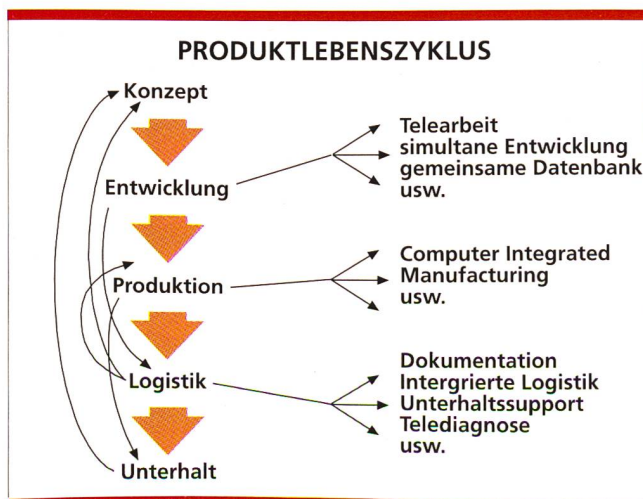 PRODUKTLEBENSZYKLUS
Konzept
Entwicklung
Telearbeit
simultane Entwicklung
gemeinsame Datenbank
usw.
Produktion
Computer Integrated
Manufacturing
usw.
Logistik
Dokumentation
Intergrierte Logistik
Unterhaltssupport
Telediagnose
usw.
Unterhalt